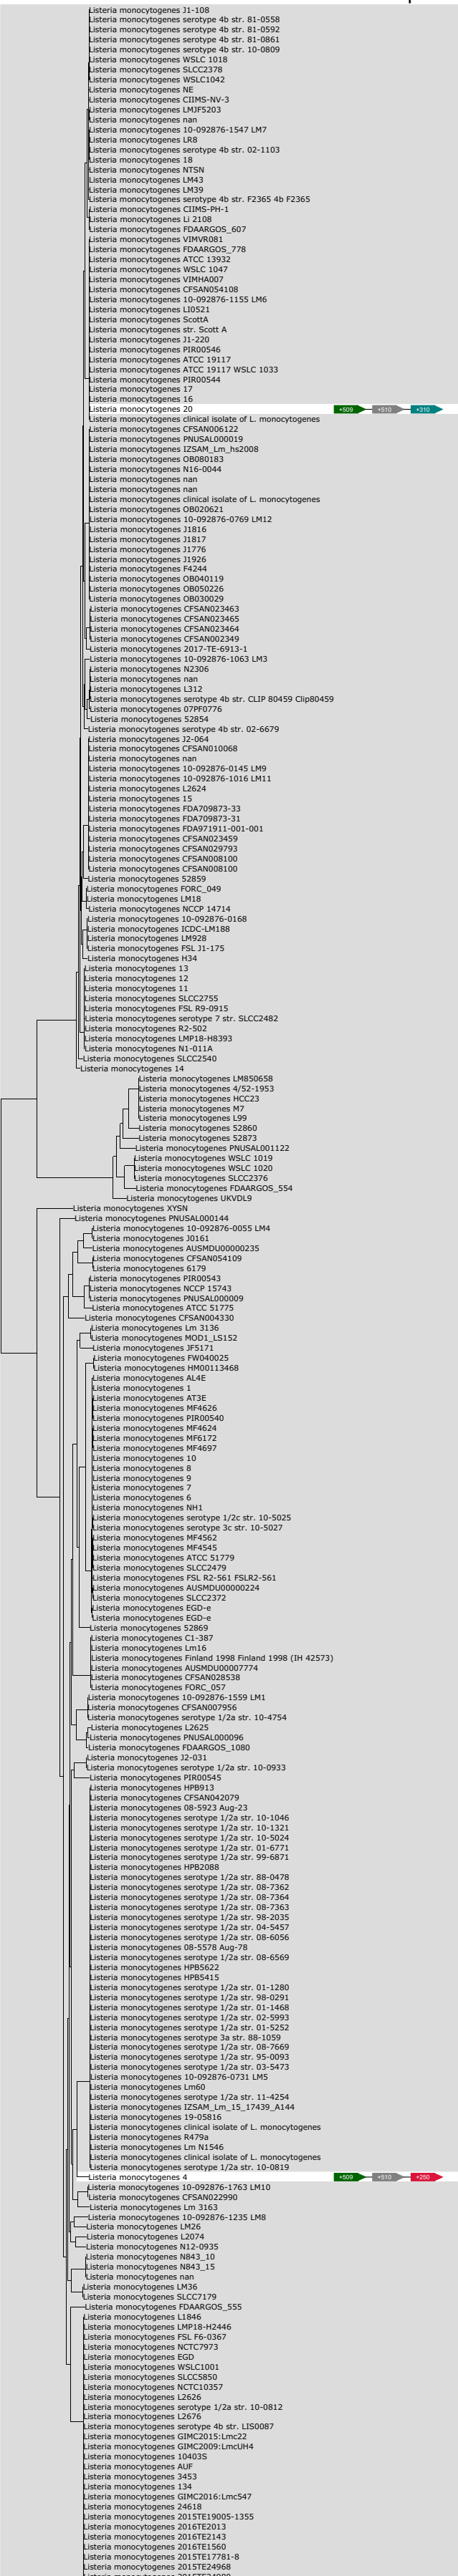 Listeria monocytogenes J1-108
Listeria monocytogenes serotype 4b str. 81-0558
Listeria monocytogenes serotype 4b str. 81-0592
Listeria monocytogenes serotype 4b str. 81-0861
Listeria monocytogenes serotype 4b str. 10-0809
Listeria monocytogenes WSLC 1018
Listeria monocytogenes SLCC2378
Listeria monocytogenes WSLC1042
Listeria monocytogenes NE
Listeria monocytogenes CIIMS-NV-3
Listeria monocytogenes LMJF5203
Listeria monocytogenes nan
Listeria monocytogenes 10-092876-1547 LM7
Listeria monocytogenes LR8
Listeria monocytogenes serotype 4b str. 02-1103
Listeria monocytogenes 18
Listeria monocytogenes NTSN
Listeria monocytogenes LM43
Listeria monocytogenes LM39
Listeria monocytogenes serotype 4b str. F2365 4b F2365
Listeria monocytogenes CIIMS-PH-1
Listeria monocytogenes Li 2108
Listeria monocytogenes FDAARGOS_607
Listeria monocytogenes VIMVR081
Listeria monocytogenes FDAARGOS_778
Listeria monocytogenes ATCC 13932
Listeria monocytogenes WSLC 1047
Listeria monocytogenes VIMHA007
Listeria monocytogenes CFSAN054108
Listeria monocytogenes 10-092876-1155 LM6
Listeria monocytogenes LI0521
Listeria monocytogenes ScottA
Listeria monocytogenes str. Scott A
Listeria monocytogenes J1-220
Listeria monocytogenes PIR00546
Listeria monocytogenes ATCC 19117
Listeria monocytogenes ATCC 19117 WSLC 1033
Listeria monocytogenes PIR00544
Listeria monocytogenes 17
Listeria monocytogenes 16
Listeria monocytogenes 20 +509 +510 +310
Listeria monocytogenes clinical isolate of L. monocytogenes
Listeria monocytogenes CFSAN006122
Listeria monocytogenes PNUSAL000019
Listeria monocytogenes IZSAM_Lm_hs2008
Listeria monocytogenes OB080183
Listeria monocytogenes N16-0044
Listeria monocytogenes nan
Listeria monocytogenes nan
Listeria monocytogenes clinical isolate of L. monocytogenes
Listeria monocytogenes OB020621
Listeria monocytogenes 10-092876-0769 LM12
Listeria monocytogenes J1816
Listeria monocytogenes J1817
Listeria monocytogenes J1776
Listeria monocytogenes J1926
Listeria monocytogenes F4244
Listeria monocytogenes OB040119
Listeria monocytogenes OB050226
Listeria monocytogenes OB030029
Listeria monocytogenes CFSAN023463
Listeria monocytogenes CFSAN023465
Listeria monocytogenes CFSAN023464
Listeria monocytogenes CFSAN002349
Listeria monocytogenes 2017-TE-6913-1
Listeria monocytogenes 10-092876-1063 LM3
Listeria monocytogenes N2306
Listeria monocytogenes nan
Listeria monocytogenes L312
Listeria monocytogenes serotype 4b str. CLIP 80459 Clip80459
Listeria monocytogenes 07PF0776
Listeria monocytogenes 52854
Listeria monocytogenes serotype 4b str. 02-6679
Listeria monocytogenes J2-064
Listeria monocytogenes CFSAN010068
Listeria monocytogenes nan
Listeria monocytogenes 10-092876-0145 LM9
Listeria monocytogenes 10-092876-1016 LM11
Listeria monocytogenes L2624
Listeria monocytogenes 15
Listeria monocytogenes FDA709873-33
Listeria monocytogenes FDA709873-31
Listeria monocytogenes FDA971911-001-001
Listeria monocytogenes CFSAN023459
Listeria monocytogenes CFSAN029793
Listeria monocytogenes CFSAN008100
Listeria monocytogenes CFSAN008100
Listeria monocytogenes 52859
Listeria monocytogenes FORC_049
Listeria monocytogenes LM18
Listeria monocytogenes NCCP 14714
Listeria monocytogenes 10-092876-0168
Listeria monocytogenes ICDC-LM188
Listeria monocytogenes LM928
Listeria monocytogenes FSL J1-175
Listeria monocytogenes H34
Listeria monocytogenes 13
Listeria monocytogenes 12
Listeria monocytogenes 11
Listeria monocytogenes SLCC2755
Listeria monocytogenes FSL R9-0915
Listeria monocytogenes serotype 7 str. SLCC2482
Listeria monocytogenes R2-502
Listeria monocytogenes LMP18-H8393
Listeria monocytogenes N1-011A
Listeria monocytogenes SLCC2540
Listeria monocytogenes 14
Listeria monocytogenes LM850658
Listeria monocytogenes 4/52-1953
Listeria monocytogenes HCC23
Listeria monocytogenes M7
Listeria monocytogenes L99
Listeria monocytogenes 52860
Listeria monocytogenes 52873
Listeria monocytogenes PNUSAL001122
Listeria monocytogenes WSLC 1019
Listeria monocytogenes WSLC 1020
Listeria monocytogenes SLCC2376
Listeria monocytogenes FDAARGOS_554
Listeria monocytogenes UKVDL9
Listeria monocytogenes XYSN
Listeria monocytogenes PNUSAL000144
Listeria monocytogenes 10-092876-0055 LM4
Listeria monocytogenes J0161
Listeria monocytogenes AUSMDU00000235
Listeria monocytogenes CFSAN054109
Listeria monocytogenes 6179
Listeria monocytogenes PIR00543
Listeria monocytogenes NCCP 15743
Listeria monocytogenes PNUSAL000009
Listeria monocytogenes ATCC 51775
Listeria monocytogenes CFSAN004330
Listeria monocytogenes Lm 3136
Listeria monocytogenes MOD1_LS152
Listeria monocytogenes JF5171
Listeria monocytogenes FW040025
Listeria monocytogenes HM00113468
Listeria monocytogenes AL4E
Listeria monocytogenes 1
Listeria monocytogenes AT3E
Listeria monocytogenes MF4626
Listeria monocytogenes PIR00540
Listeria monocytogenes MF4624
Listeria monocytogenes MF6172
Listeria monocytogenes MF4697
Listeria monocytogenes 10
Listeria monocytogenes 8
Listeria monocytogenes 9
Listeria monocytogenes 7
Listeria monocytogenes 6
Listeria monocytogenes NH1
Listeria monocytogenes serotype 1/2c str. 10-5025
Listeria monocytogenes serotype 3c str. 10-5027
Listeria monocytogenes MF4562
Listeria monocytogenes MF4545
Listeria monocytogenes ATCC 51779
Listeria monocytogenes SLCC2479
Listeria monocytogenes FSL R2-561 FSLR2-561
Listeria monocytogenes AUSMDU00000224
Listeria monocytogenes SLCC2372
Listeria monocytogenes EGD-e
Listeria monocytogenes EGD-e
Listeria monocytogenes 52869
Listeria monocytogenes C1-387
Listeria monocytogenes Lm16
Listeria monocytogenes Finland 1998 Finland 1998 (IH 42573)
Listeria monocytogenes AUSMDU00007774
Listeria monocytogenes CFSAN028538
Listeria monocytogenes FORC_057
Listeria monocytogenes 10-092876-1559 LM1
Listeria monocytogenes CFSAN007956
Listeria monocytogenes serotype 1/2a str. 10-4754
Listeria monocytogenes L2625
Listeria monocytogenes PNUSAL000096
Listeria monocytogenes FDAARGOS_1080
Listeria monocytogenes J2-031
Listeria monocytogenes serotype 1/2a str. 10-0933
Listeria monocytogenes PIR00545
Listeria monocytogenes HPB913
Listeria monocytogenes CFSAN042079
Listeria monocytogenes 08-5923 Aug-23
Listeria monocytogenes serotype 1/2a str. 10-1046
Listeria monocytogenes serotype 1/2a str. 10-1321
Listeria monocytogenes serotype 1/2a str. 10-5024
Listeria monocytogenes serotype 1/2a str. 01-6771
Listeria monocytogenes serotype 1/2a str. 99-6871
Listeria monocytogenes HPB2088
Listeria monocytogenes serotype 1/2a str. 88-0478
Listeria monocytogenes serotype 1/2a str. 08-7362
Listeria monocytogenes serotype 1/2a str. 08-7364
Listeria monocytogenes serotype 1/2a str. 08-7363
Listeria monocytogenes serotype 1/2a str. 98-2035
Listeria monocytogenes serotype 1/2a str. 04-5457
Listeria monocytogenes serotype 1/2a str. 08-6056
Listeria monocytogenes 08-5578 Aug-78
Listeria monocytogenes serotype 1/2a str. 08-6569
Listeria monocytogenes HPB5622
Listeria monocytogenes HPB5415
Listeria monocytogenes serotype 1/2a str. 01-1280
Listeria monocytogenes serotype 1/2a str. 98-0291
Listeria monocytogenes serotype 1/2a str. 01-1468
Listeria monocytogenes serotype 1/2a str. 02-5993
Listeria monocytogenes serotype 1/2a str. 01-5252
Listeria monocytogenes serotype 3a str. 88-1059
Listeria monocytogenes serotype 1/2a str. 08-7669
Listeria monocytogenes serotype 1/2a str. 95-0093
Listeria monocytogenes serotype 1/2a str. 03-5473
Listeria monocytogenes 10-092876-0731 LM5
Listeria monocytogenes Lm60
Listeria monocytogenes serotype 1/2a str. 11-4254
Listeria monocytogenes IZSAM_Lm_15_17439_A144
Listeria monocytogenes 19-05816
Listeria monocytogenes clinical isolate of L. monocytogenes
Listeria monocytogenes R479a
Listeria monocytogenes Lm N1546
Listeria monocytogenes clinical isolate of L. monocytogenes
Listeria monocytogenes serotype 1/2a str. 10-0819
Listeria monocytogenes 4 +509 +510 +250
Listeria monocytogenes 10-092876-1763 LM10
Listeria monocytogenes CFSAN022990
Listeria monocytogenes Lm 3163
Listeria monocytogenes 10-092876-1235 LM8
Listeria monocytogenes LM26
Listeria monocytogenes L2074
Listeria monocytogenes N12-0935
Listeria monocytogenes N843_10
Listeria monocytogenes N843_15
Listeria monocytogenes nan
Listeria monocytogenes LM36
Listeria monocytogenes SLCC7179
Listeria monocytogenes FDAARGOS_555
Listeria monocytogenes L1846
Listeria monocytogenes LMP18-H2446
Listeria monocytogenes FSL F6-0367
Listeria monocytogenes NCTC7973
Listeria monocytogenes EGD
Listeria monocytogenes WSLC1001
Listeria monocytogenes SLCC5850
Listeria monocytogenes NCTC10357
Listeria monocytogenes L2626
Listeria monocytogenes serotype 1/2a str. 10-0812
Listeria monocytogenes L2676
Listeria monocytogenes serotype 4b str. LIS0087
Listeria monocytogenes GIMC2015:Lmc22
Listeria monocytogenes GIMC2009:LmcUH4
Listeria monocytogenes 10403S
Listeria monocytogenes AUF
Listeria monocytogenes 3453
Listeria monocytogenes 134
Listeria monocytogenes GIMC2016:Lmc547
Listeria monocytogenes 24618
Listeria monocytogenes 2015TE19005-1355
Listeria monocytogenes 2016TE2013
Listeria monocytogenes 2016TE2143
Listeria monocytogenes 2016TE1560
Listeria monocytogenes 2015TE17781-8
Listeria monocytogenes 2015TE24968